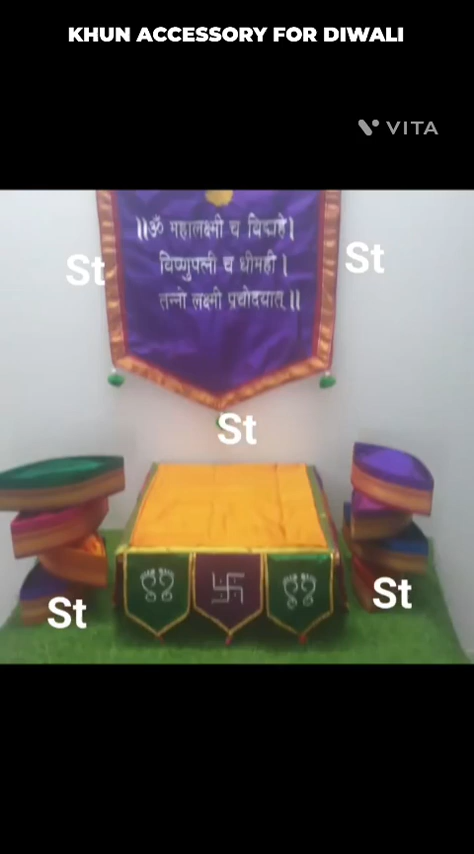 KHUN ACCESSORY FOR DIWALI
VITA
||ॐ महालक्ष्मी च विद्महे|
St
St
विष्णुपत्नी च धीमही |
तन्नो लक्ष्मी प्रचोदयात् ||
St
St
St